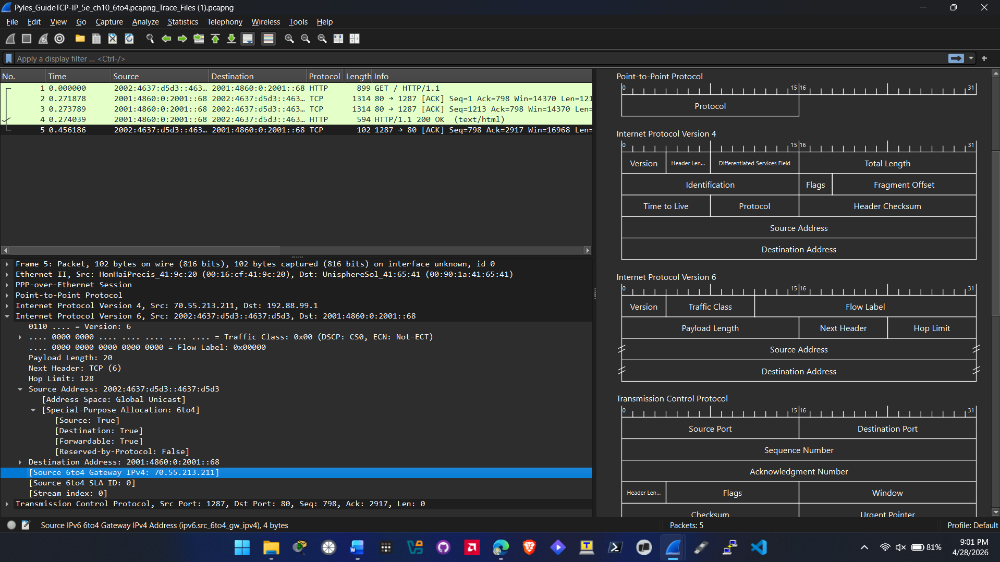 Pyles_GuideTCP-IP_5e_ch10_6to4.pcapng_Trace_Files (1).pcapng
File Edit View Go Capture Analyze Statistics Telephony Wireless Tools Help
Apply a display filter ... <Ctrl-/>
No. Time Source Destination Protocol Length Info
1 0.000000 2002:4637:d5d3::463… 2001:4860:0:2001::68 HTTP 899 GET / HTTP/1.1
2 0.271878 2001:4860:0:2001::68 2002:4637:d5d3::463… TCP 1314 80 → 1287 [ACK] Seq=1 Ack=798 Win=14370 Len=121
3 0.273789 2001:4860:0:2001::68 2002:4637:d5d3::463… TCP 1314 80 → 1287 [ACK] Seq=1213 Ack=798 Win=14370 Len=
4 0.274039 2001:4860:0:2001::68 2002:4637:d5d3::463… HTTP 594 HTTP/1.1 200 OK (text/html)
5 0.456186 2002:4637:d5d3::463… 2001:4860:0:2001::68 TCP 102 1287 → 80 [ACK] Seq=798 Ack=2917 Win=16968 Len=
Frame 5: Packet, 102 bytes on wire (816 bits), 102 bytes captured (816 bits) on interface unknown, id 0
Ethernet II, Src: HonHaiPrecis_41:9c:20 (00:16:cf:41:9c:20), Dst: UnisphereSol_41:65:41 (00:90:1a:41:65:41)
PPP-over-Ethernet Session
Point-to-Point Protocol
Internet Protocol Version 4, Src: 70.55.213.211, Dst: 192.88.99.1
Internet Protocol Version 6, Src: 2002:4637:d5d3::4637:d5d3, Dst: 2001:4860:0:2001::68
0110 .... = Version: 6
.... 0000 0000 .... .... .... .... .... = Traffic Class: 0x00 (DSCP: CS0, ECN: Not-ECT)
.... 0000 0000 0000 0000 0000 = Flow Label: 0x00000
Payload Length: 20
Next Header: TCP (6)
Hop Limit: 128
Source Address: 2002:4637:d5d3::4637:d5d3
[Address Space: Global Unicast]
[Special-Purpose Allocation: 6to4]
[Source: True]
[Destination: True]
[Forwardable: True]
[Reserved-by-Protocol: False]
Destination Address: 2001:4860:0:2001::68
[Source 6to4 Gateway IPv4: 70.55.213.211]
[Source 6to4 SLA ID: 0]
[Stream index: 0]
Transmission Control Protocol, Src Port: 1287, Dst Port: 80, Seq: 798, Ack: 2917, Len: 0
Point-to-Point Protocol
0 15 16 31
Protocol
Internet Protocol Version 4
0 15 16 31
Version Header Len... Differentiated Services Field Total Length
Identification Flags Fragment Offset
Time to Live Protocol Header Checksum
Source Address
Destination Address
Internet Protocol Version 6
0 15 16 31
Version Traffic Class Flow Label
Payload Length Next Header Hop Limit
Source Address
Destination Address
Transmission Control Protocol
0 15 16 31
Source Port Destination Port
Sequence Number
Acknowledgment Number
Header Len... Flags Window
Checksum Urgent Pointer
Source IPv6 6to4 Gateway IPv4 Address (ipv6.src_6to4_gw_ipv4), 4 bytes
Packets: 5
Profile: Default
81%
9:01 PM
4/28/2026